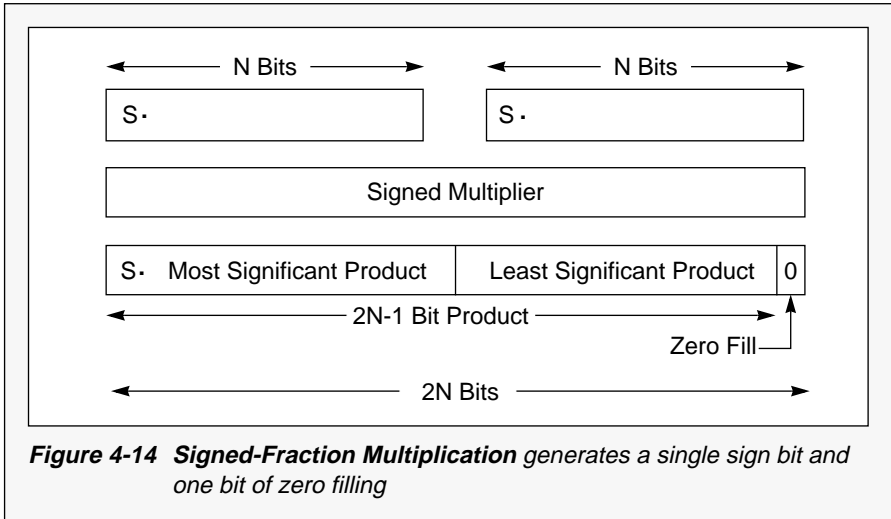 N Bits N Bits
S· S·
Signed Multiplier
S· Most Significant Product Least Significant Product 0
2N-1 Bit Product
Zero Fill
2N Bits
Figure 4-14 Signed-Fraction Multiplication generates a single sign bit and
one bit of zero filling